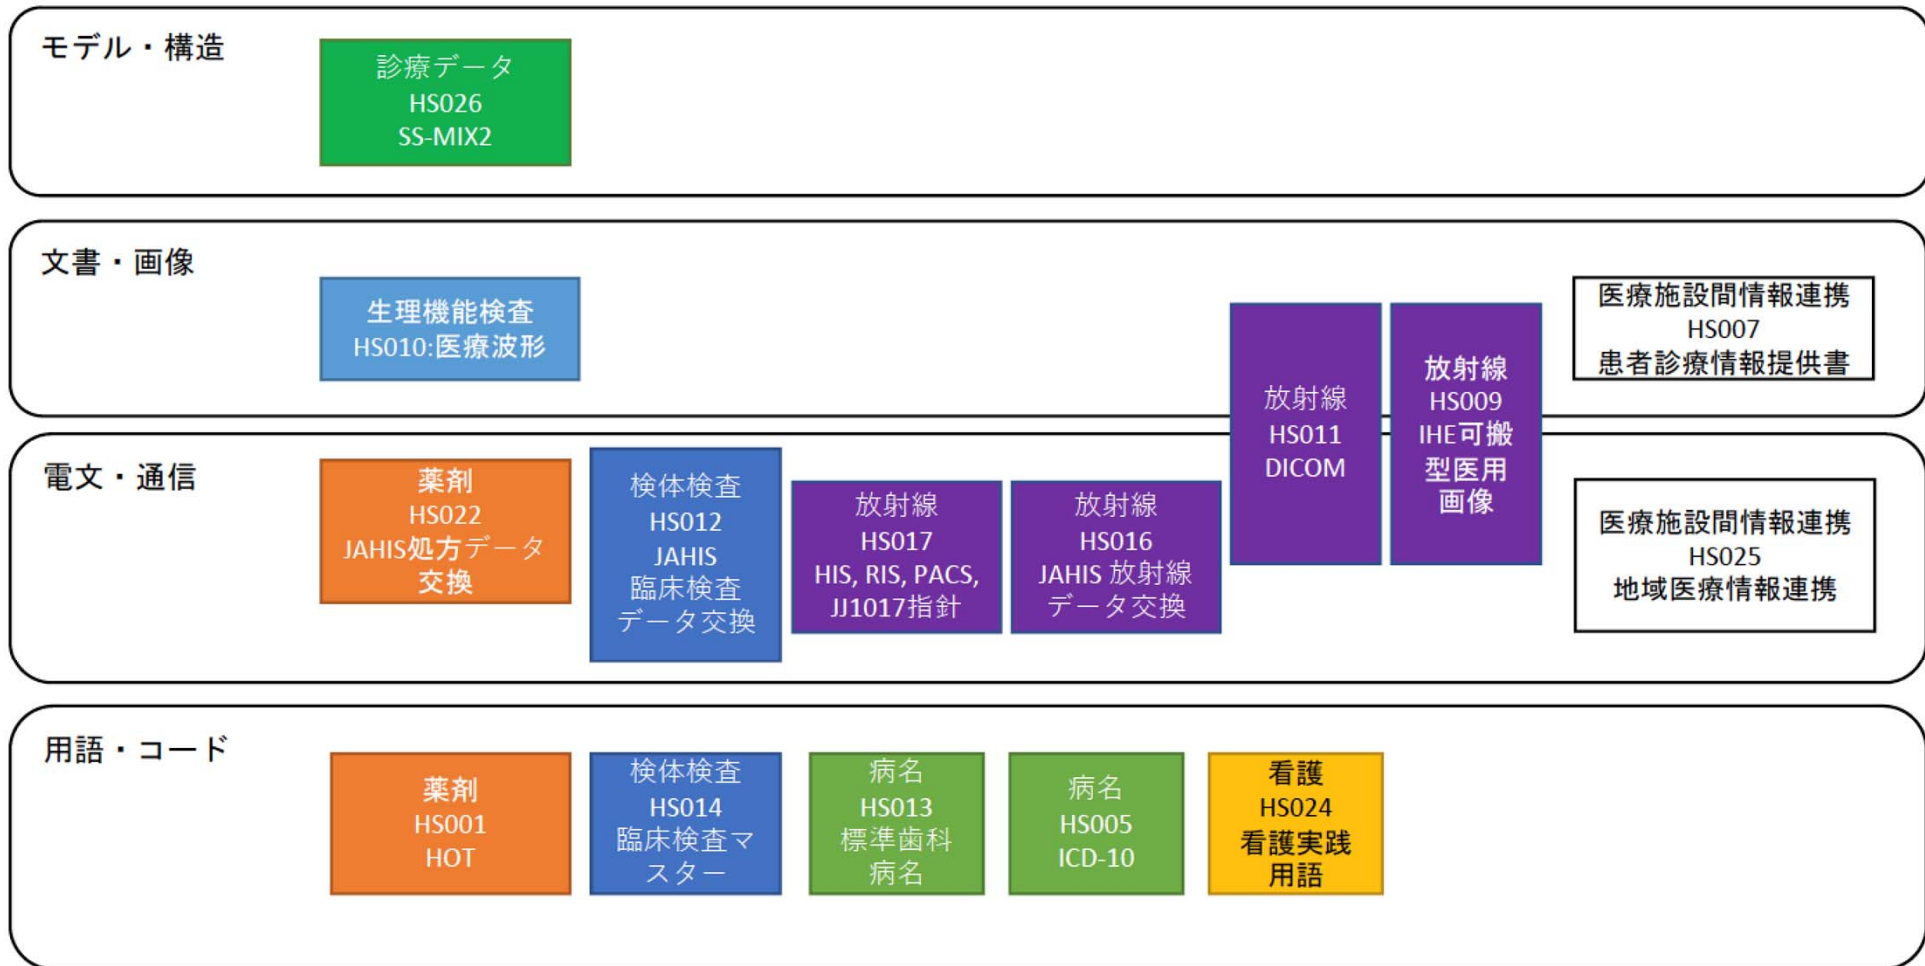 モデル・構造
診療データ
HS026
SS-MIX2
文書・画像
生理機能検査
HS010:医療波形
放射線
HS011
DICOM
放射線
HS009
IHE可搬
型医用
画像
医療施設間情報連携
HS007
患者診療情報提供書
電文・通信
薬剤
HS022
JAHIS処方データ
交換
検体検査
HS012
JAHIS
臨床検査
データ交換
放射線
HS017
HIS, RIS, PACS,
JJ1017指針
放射線
HS016
JAHIS 放射線
データ交換
医療施設間情報連携
HS025
地域医療情報連携
用語・コード
薬剤
HS001
HOT
検体検査
HS014
臨床検査マ
スター
病名
HS013
標準歯科
病名
病名
HS005
ICD-10
看護
HS024
看護実践
用語